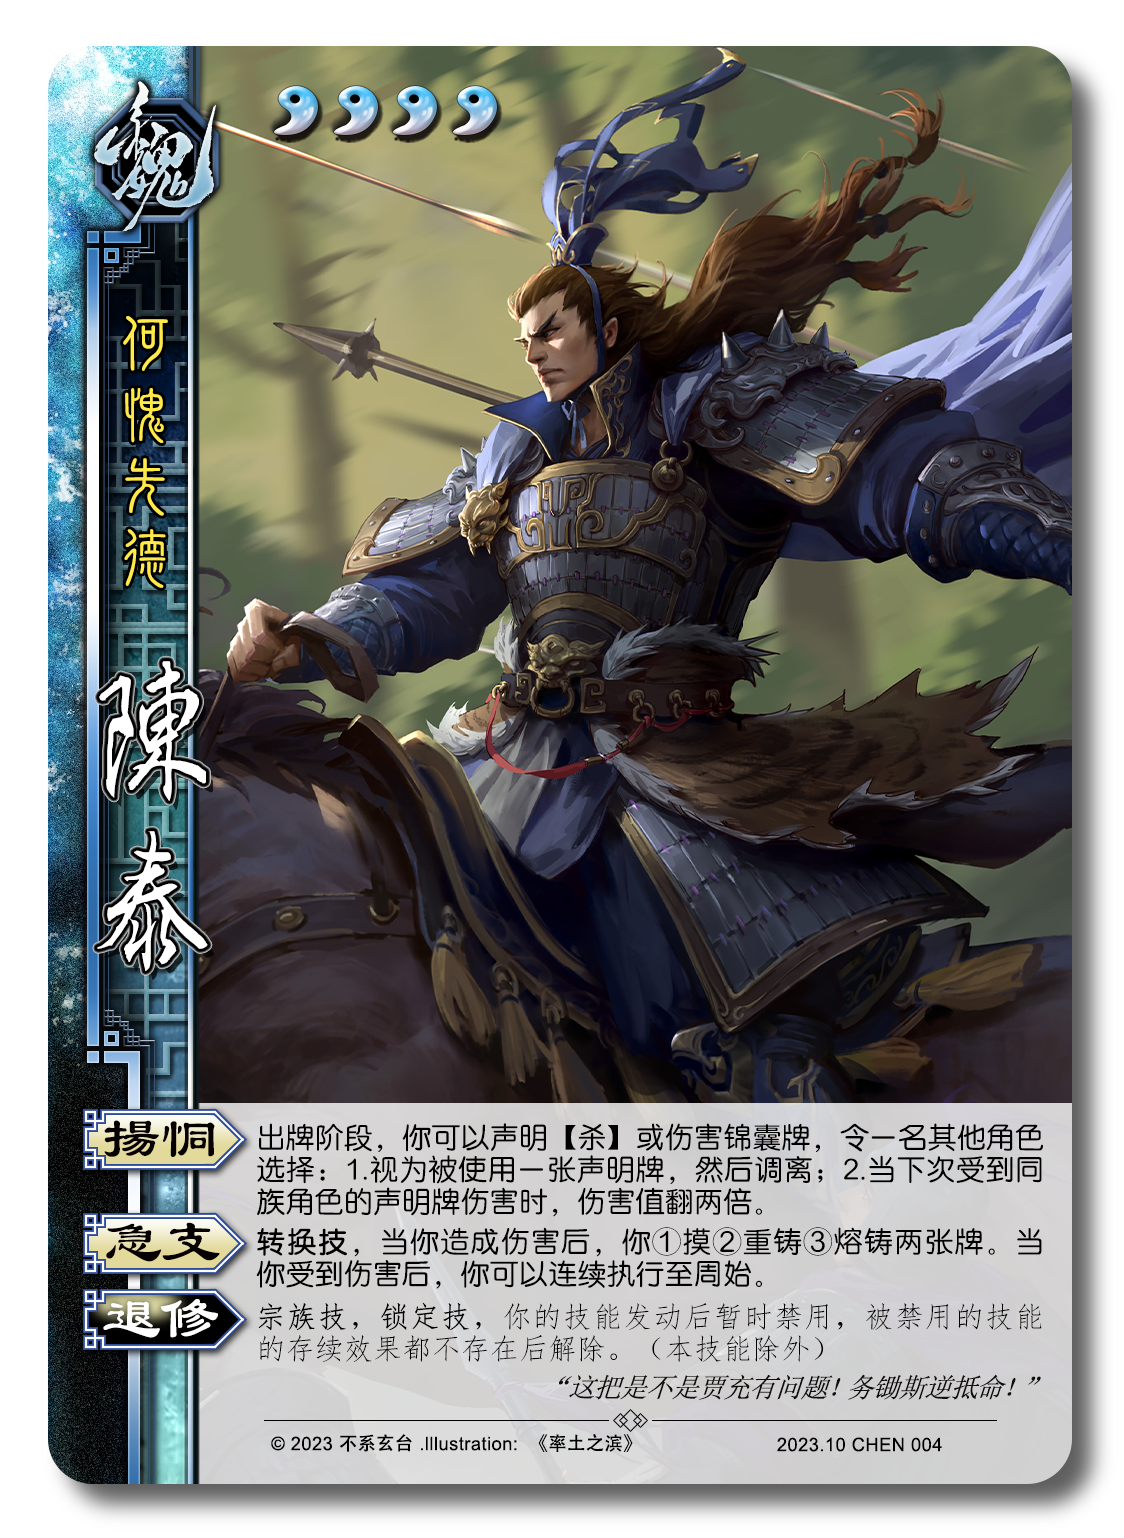 魏
何愧先德
陳泰
揚恫
出牌阶段，你可以声明【杀】或伤害锦囊牌，令一名其他角色
选择：1.视为被使用一张声明牌，然后调离；2.当下次受到同
族角色的声明牌伤害时，伤害值翻两倍。
急支
转换技，当你造成伤害后，你①摸②重铸③熔铸两张牌。当
你受到伤害后，你可以连续执行至周始。
退修
宗族技，锁定技，你的技能发动后暂时禁用，被禁用的技能
的存续效果都不存在后解除。（本技能除外）
“这把是不是贾充有问题！务锄斯逆抵命！”
© 2023 不系玄台 .Illustration: 《率土之滨》
2023.10 CHEN 004